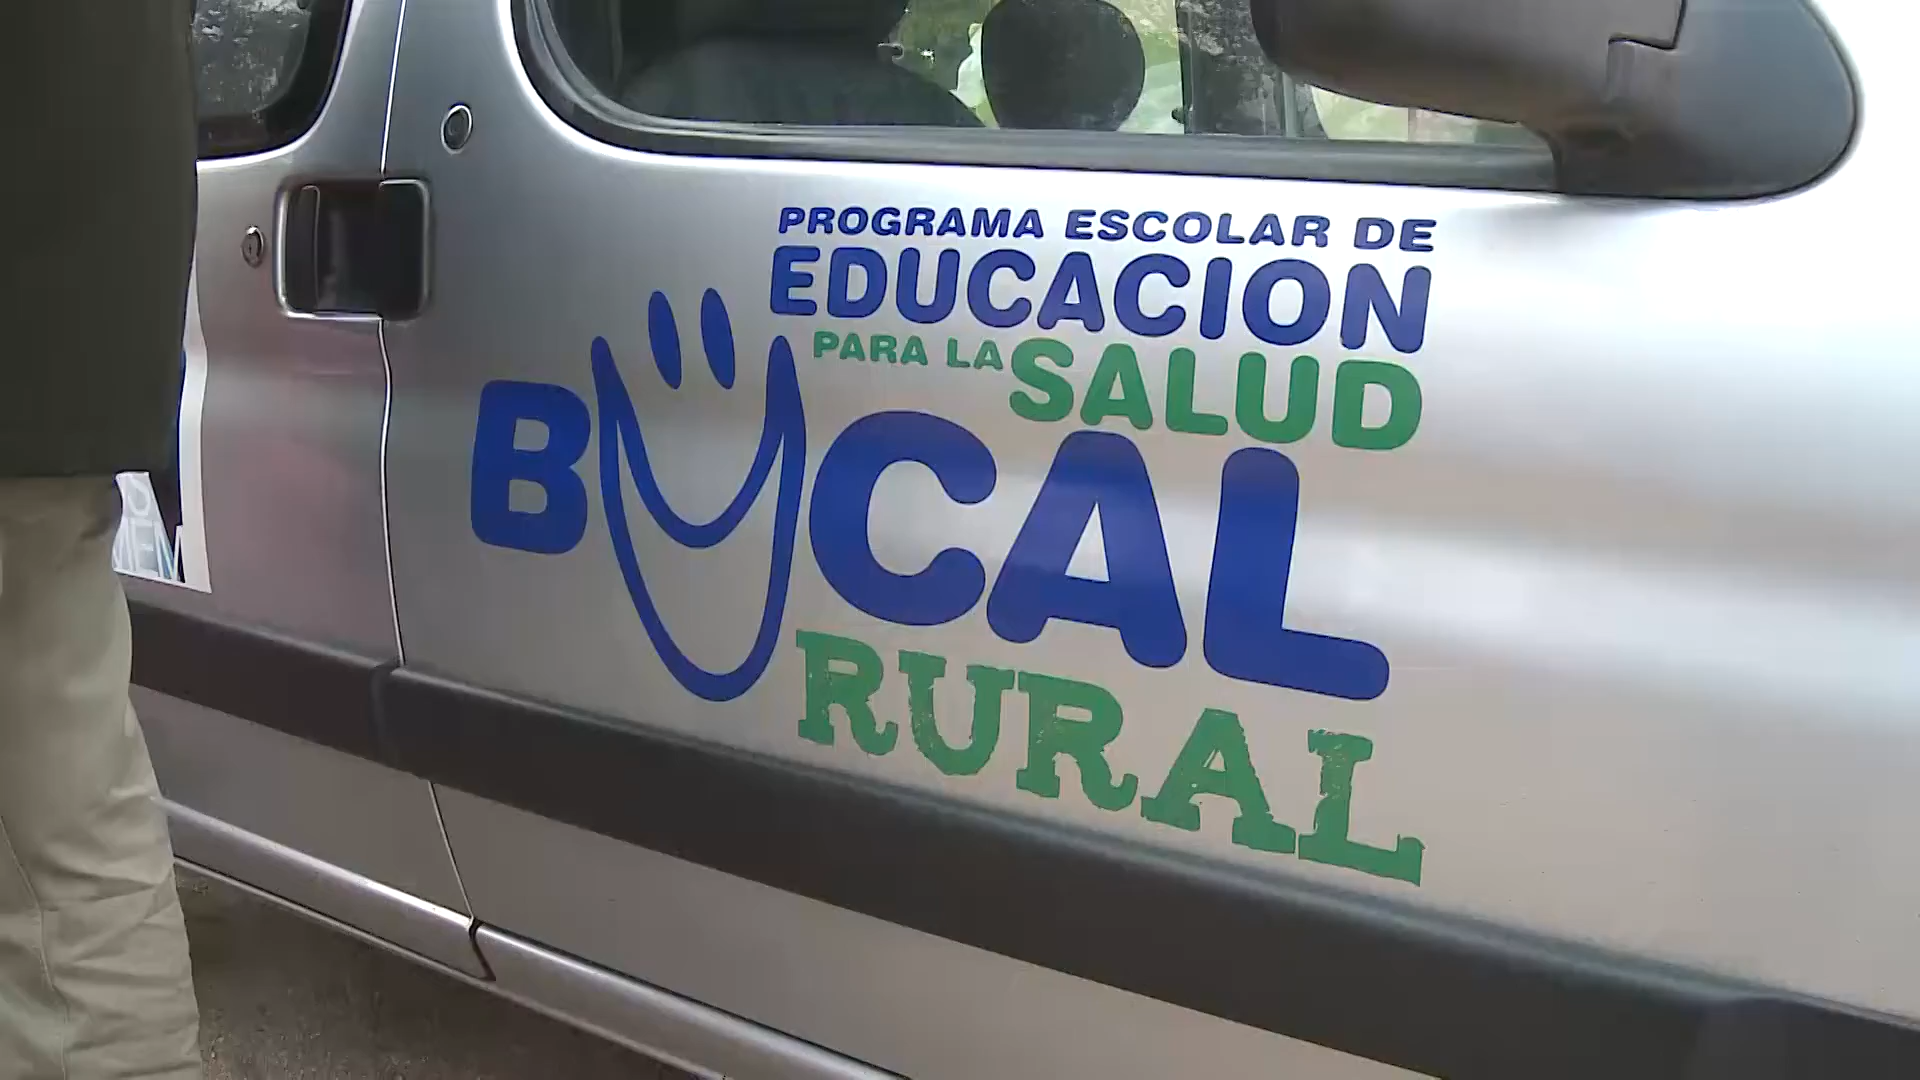 PROGRAMA ESCOLAR DE
EDUCACION
PARA LA SALUD
BUCAL
RURAL